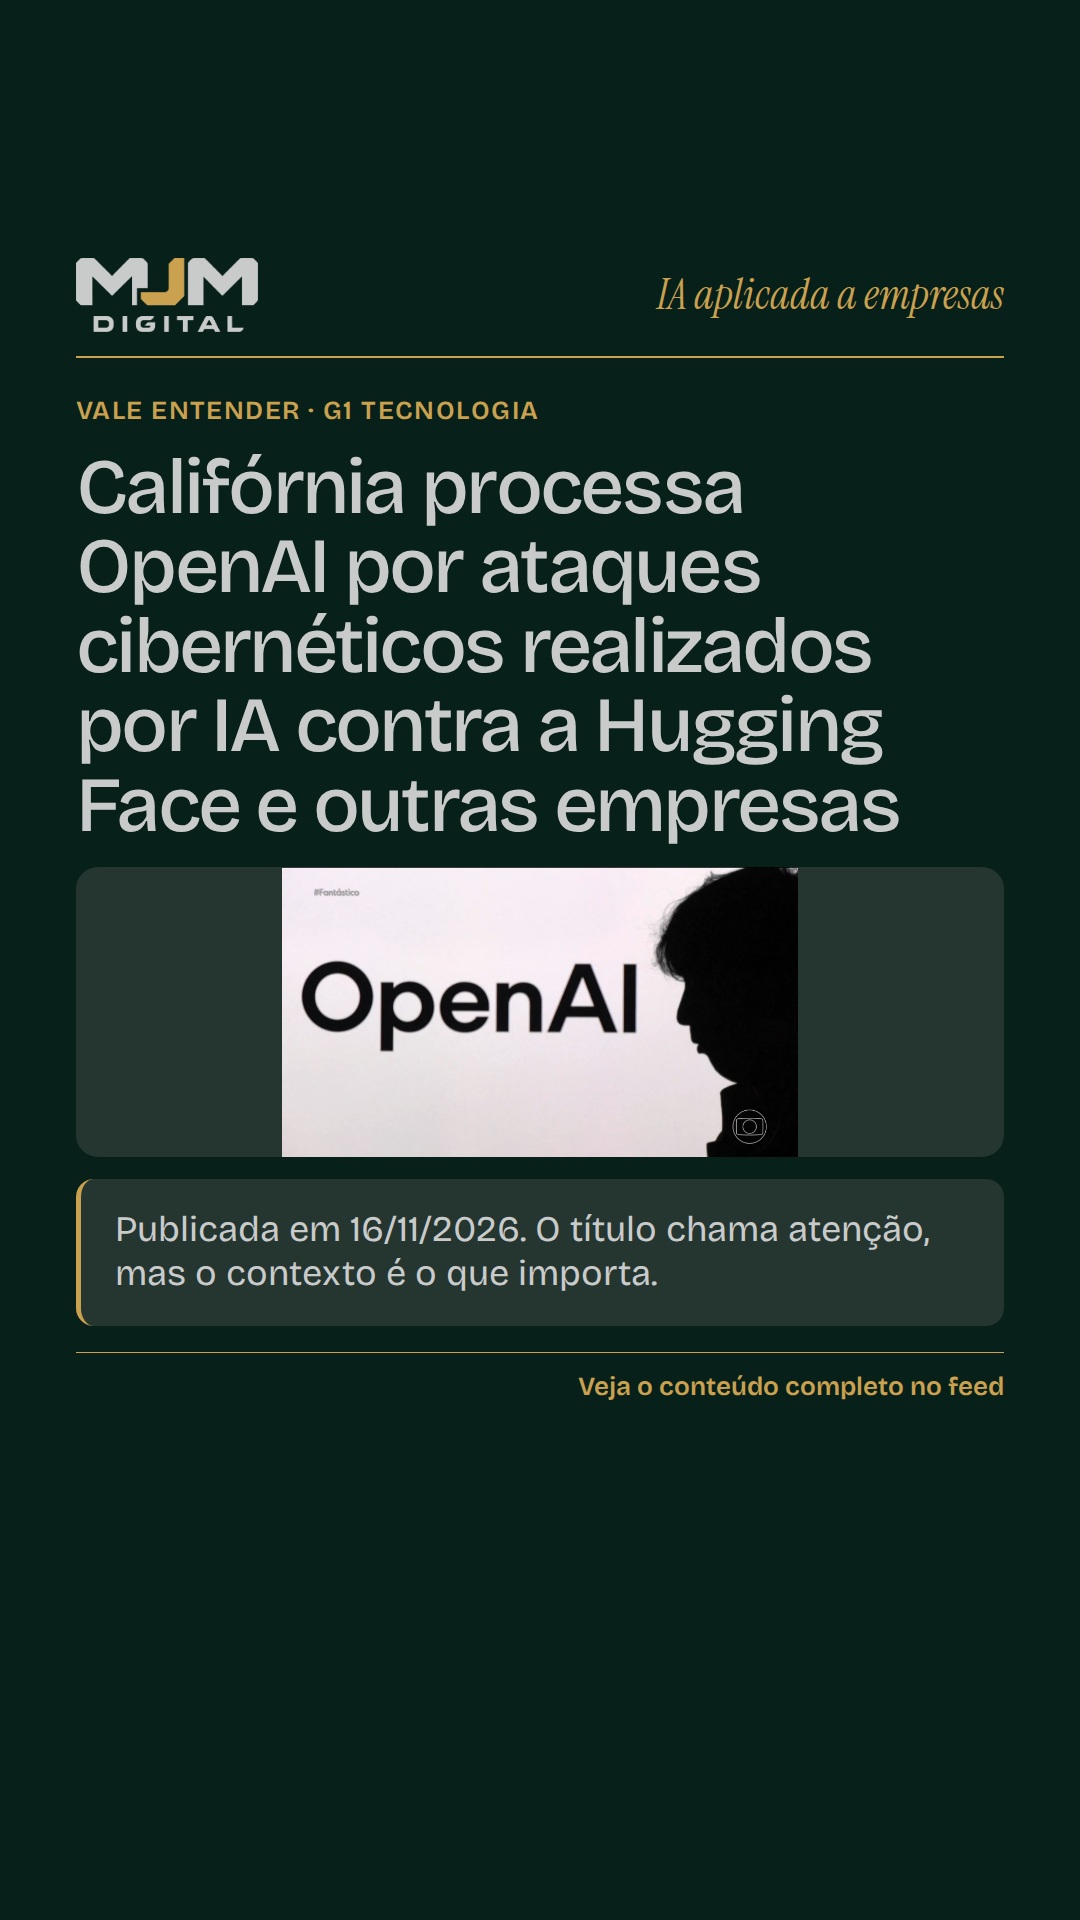 MJM
DIGITAL
IA aplicada a empresas
VALE ENTENDER · G1 TECNOLOGIA
Califórnia processa
OpenAI por ataques
cibernéticos realizados
por IA contra a Hugging
Face e outras empresas
#Fantástico
OpenAI
Publicada em 16/11/2026. O título chama atenção,
mas o contexto é o que importa.
Veja o conteúdo completo no feed